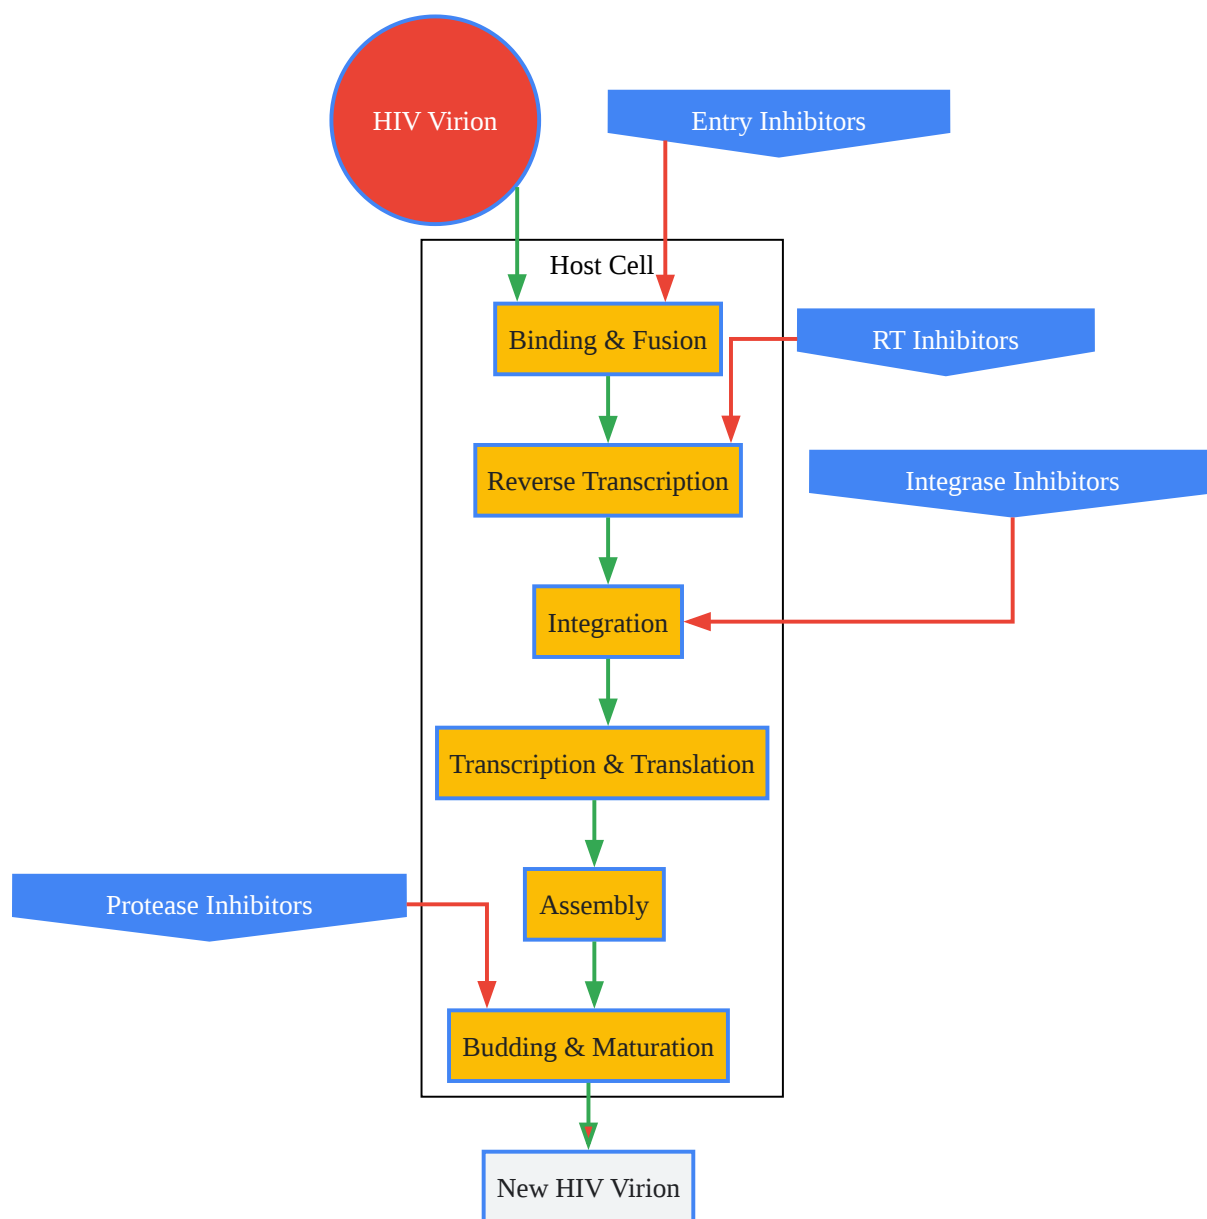 HIV Virion
Entry Inhibitors
Host Cell
Binding & Fusion
RT Inhibitors
Reverse Transcription
Integrase Inhibitors
Integration
Transcription & Translation
Protease Inhibitors
Assembly
Budding & Maturation
New HIV Virion